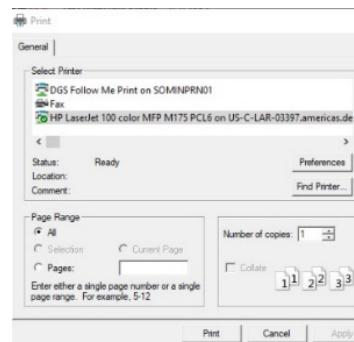 Print
General
Select Printer
DGS Follow Me Print on SOMINPRN01
Fax
HP LaserJet 100 color MFP M175 PCL6 on US-C-LAR-03397.americas.de
Status: Ready Preferences
Location:
Comment: Find Printer...
Page Range
All
Selection Current Page
Pages:
Enter either a single page number or a single
page range. For example, 5-12
Number of copies: 1
Collate
1 1 2 2 3 3
Print Cancel Apply